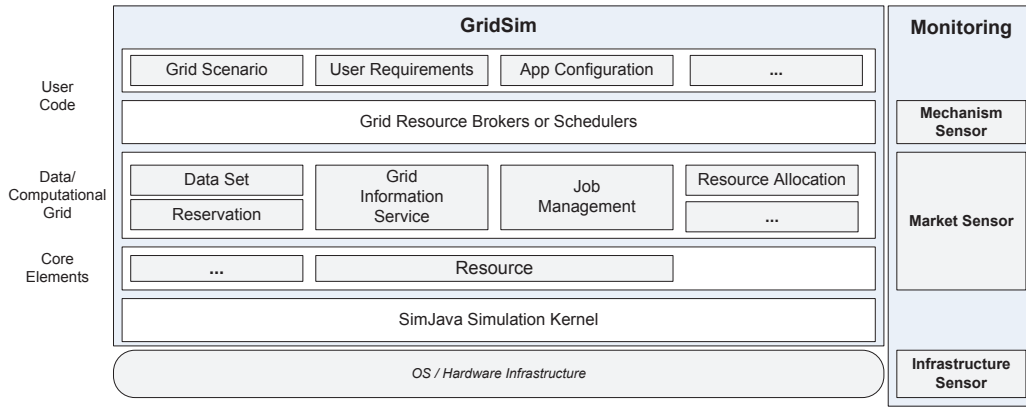 GridSim
Monitoring
User
Code
Grid Scenario
User Requirements
App Configuration
...
Grid Resource Brokers or Schedulers
Mechanism
Sensor
Data/
Computational
Grid
Data Set
Reservation
Grid
Information
Service
Job
Management
Resource Allocation
...
Market Sensor
Core
Elements
...
Resource
SimJava Simulation Kernel
OS / Hardware Infrastructure
Infrastructure
Sensor